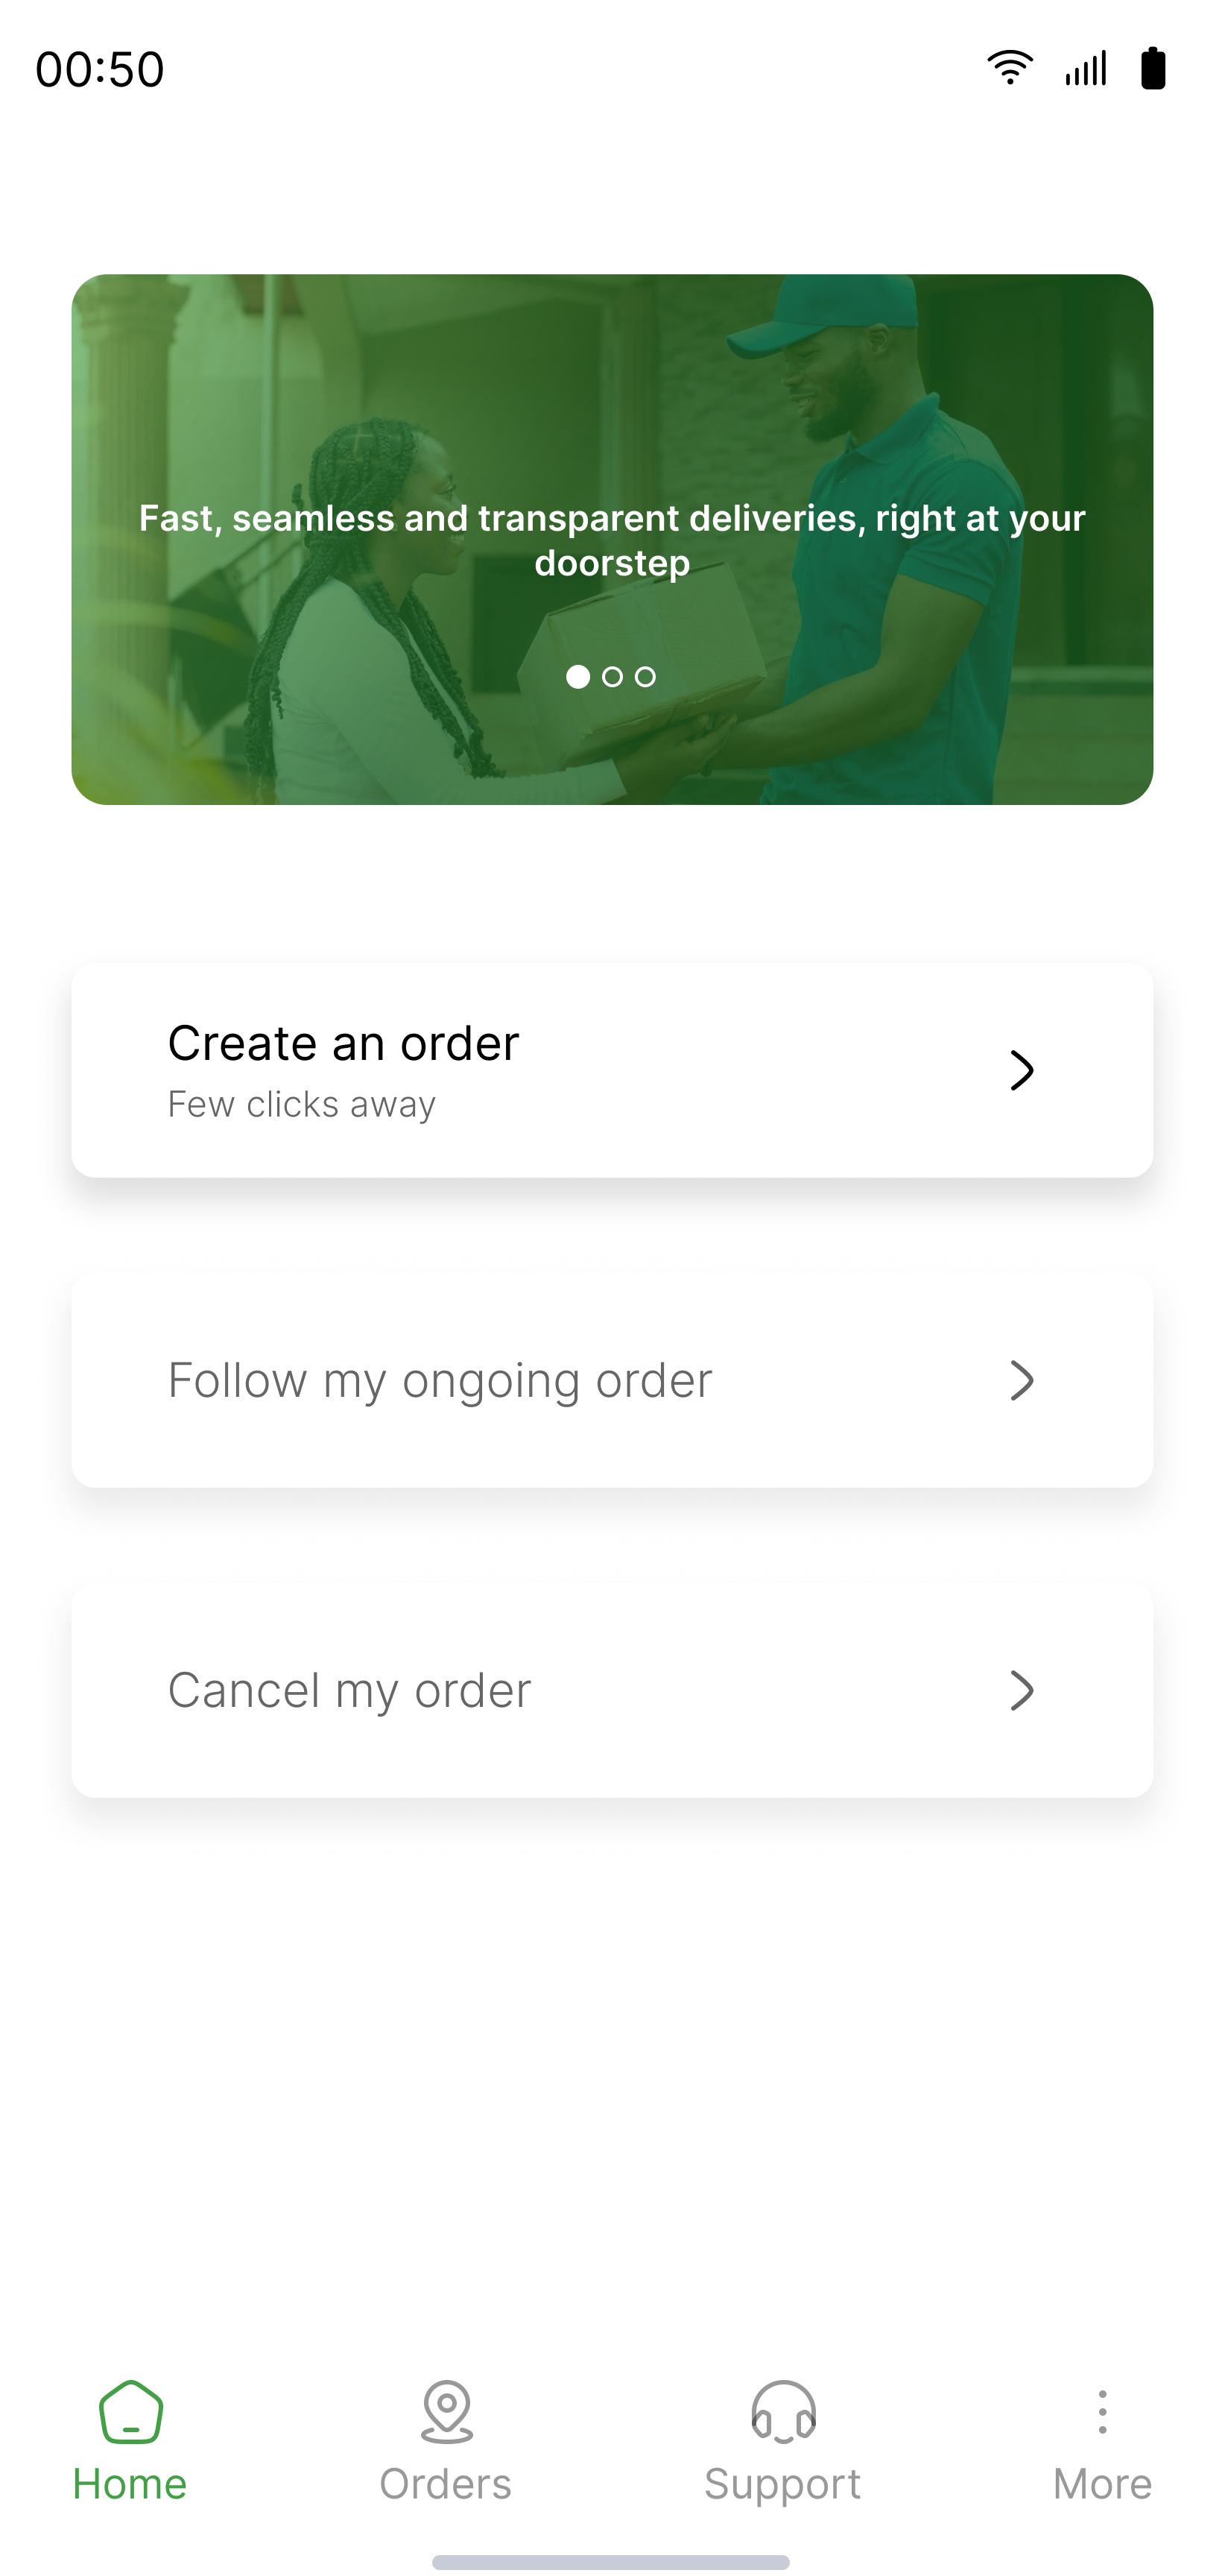 00:50
Fast, seamless and transparent deliveries, right at your
doorstep
Create an order
Few clicks away
Follow my ongoing order
Cancel my order
Home
Orders
Support
More